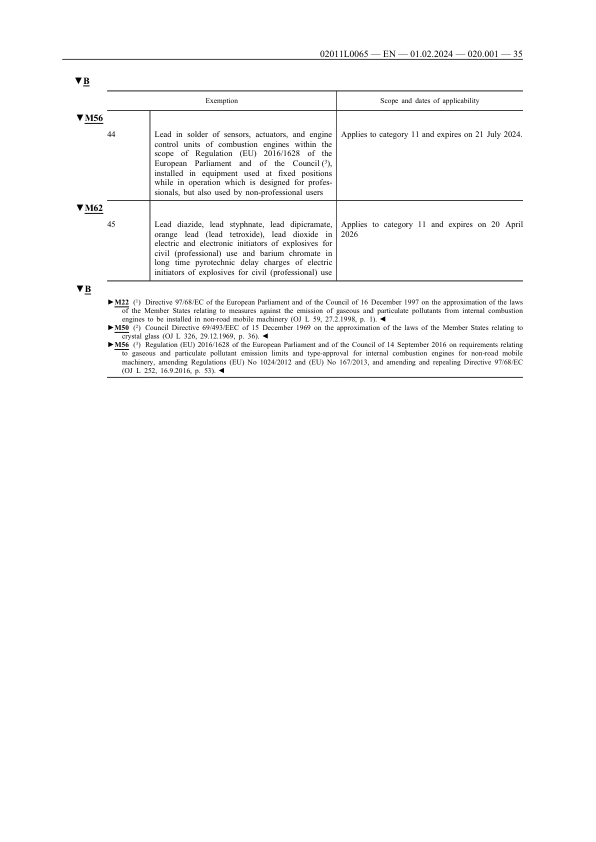 02011L0065 — EN — 01.02.2024 — 020.001 — 35
▼B
Exemption Scope and dates of applicability
▼M56
44 Lead in solder of sensors, actuators, and engine Applies to category 11 and expires on 21 July 2024.
control units of combustion engines within the
scope of Regulation (EU) 2016/1628 of the
European Parliament and of the Council (³),
installed in equipment used at fixed positions
while in operation which is designed for profes-
sionals, but also used by non-professional users
▼M62
45 Lead diazide, lead styphnate, lead dipicramate, Applies to category 11 and expires on 20 April
orange lead (lead tetroxide), lead dioxide in 2026
electric and electronic initiators of explosives for
civil (professional) use and barium chromate in
long time pyrotechnic delay charges of electric
initiators of explosives for civil (professional) use
▼B
►M22 (¹) Directive 97/68/EC of the European Parliament and of the Council of 16 December 1997 on the approximation of the laws
of the Member States relating to measures against the emission of gaseous and particulate pollutants from internal combustion
engines to be installed in non-road mobile machinery (OJ L 59, 27.2.1998, p. 1). ◄
►M50 (²) Council Directive 69/493/EEC of 15 December 1969 on the approximation of the laws of the Member States relating to
crystal glass (OJ L 326, 29.12.1969, p. 36). ◄
►M56 (³) Regulation (EU) 2016/1628 of the European Parliament and of the Council of 14 September 2016 on requirements relating
to gaseous and particulate pollutant emission limits and type-approval for internal combustion engines for non-road mobile
machinery, amending Regulations (EU) No 1024/2012 and (EU) No 167/2013, and amending and repealing Directive 97/68/EC
(OJ L 252, 16.9.2016, p. 53). ◄